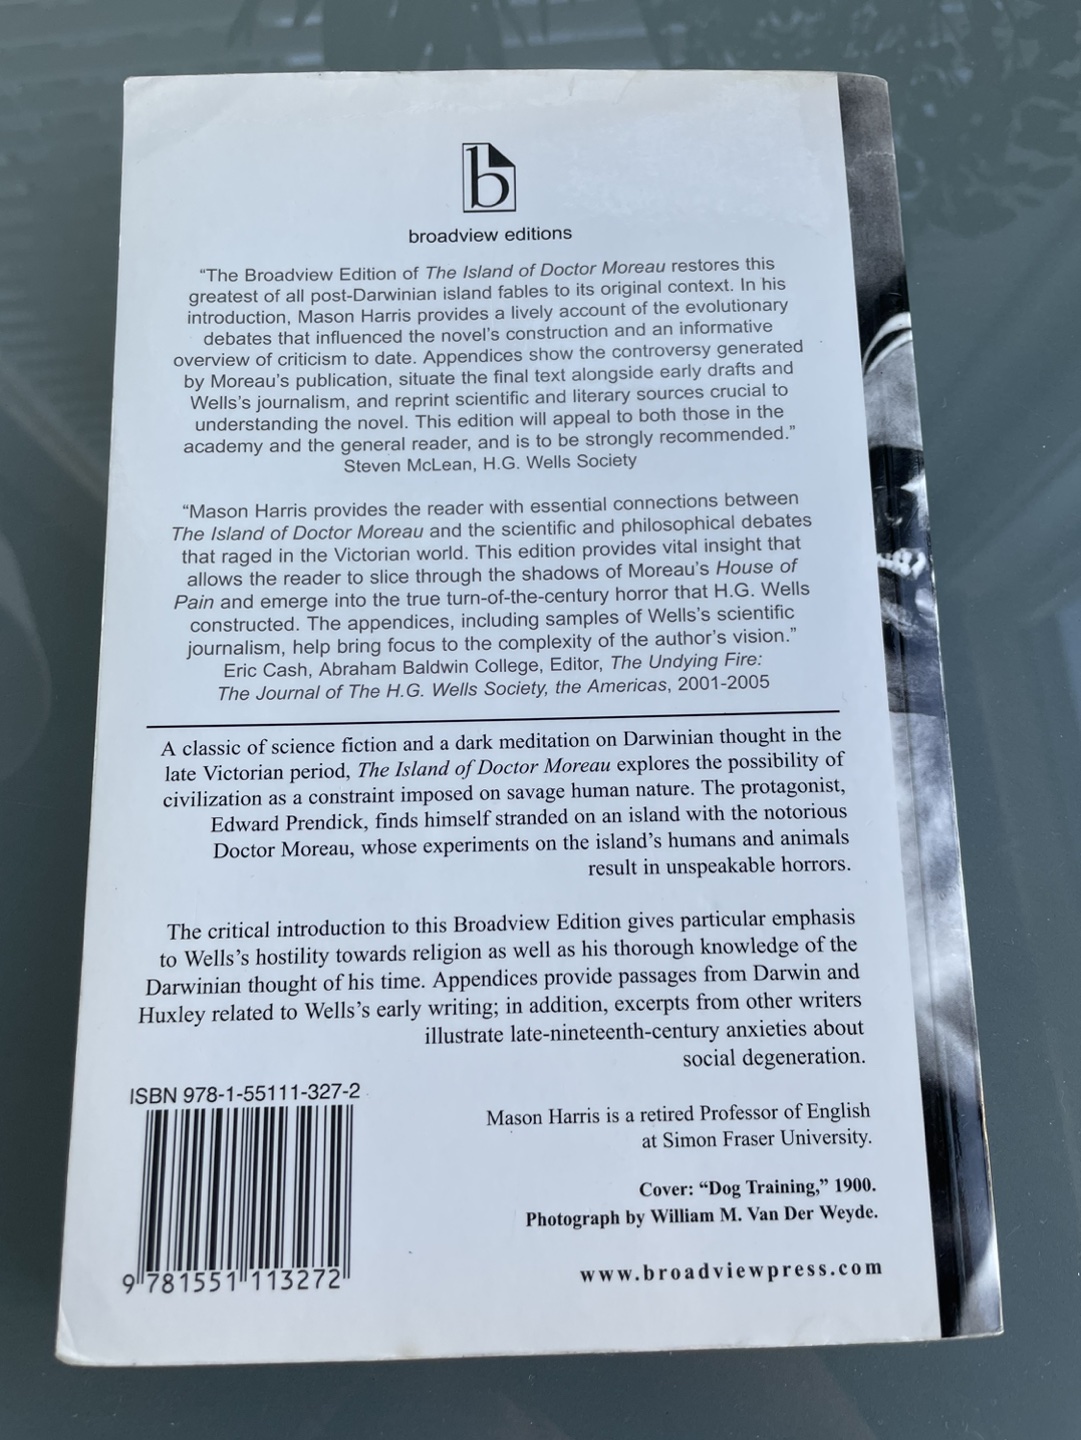 b
broadview editions
“The Broadview Edition of The Island of Doctor Moreau restores this
greatest of all post-Darwinian island fables to its original context. In his
introduction, Mason Harris provides a lively account of the evolutionary
debates that influenced the novel’s construction and an informative
overview of criticism to date. Appendices show the controversy generated
by Moreau’s publication, situate the final text alongside early drafts and
Wells’s journalism, and reprint scientific and literary sources crucial to
understanding the novel. This edition will appeal to both those in the
academy and the general reader, and is to be strongly recommended.”
Steven McLean, H.G. Wells Society
“Mason Harris provides the reader with essential connections between
The Island of Doctor Moreau and the scientific and philosophical debates
that raged in the Victorian world. This edition provides vital insight that
allows the reader to slice through the shadows of Moreau’s House of
Pain and emerge into the true turn-of-the-century horror that H.G. Wells
constructed. The appendices, including samples of Wells’s scientific
journalism, help bring focus to the complexity of the author’s vision.”
Eric Cash, Abraham Baldwin College, Editor, The Undying Fire:
The Journal of The H.G. Wells Society, the Americas, 2001-2005
A classic of science fiction and a dark meditation on Darwinian thought in the
late Victorian period, The Island of Doctor Moreau explores the possibility of
civilization as a constraint imposed on savage human nature. The protagonist,
Edward Prendick, finds himself stranded on an island with the notorious
Doctor Moreau, whose experiments on the island’s humans and animals
result in unspeakable horrors.
The critical introduction to this Broadview Edition gives particular emphasis
to Wells’s hostility towards religion as well as his thorough knowledge of the
Darwinian thought of his time. Appendices provide passages from Darwin and
Huxley related to Wells’s early writing; in addition, excerpts from other writers
illustrate late-nineteenth-century anxieties about
social degeneration.
ISBN 978-1-55111-327-2
9 781551 113272
Mason Harris is a retired Professor of English
at Simon Fraser University.
Cover: “Dog Training,” 1900.
Photograph by William M. Van Der Weyde.
www.broadviewpress.com